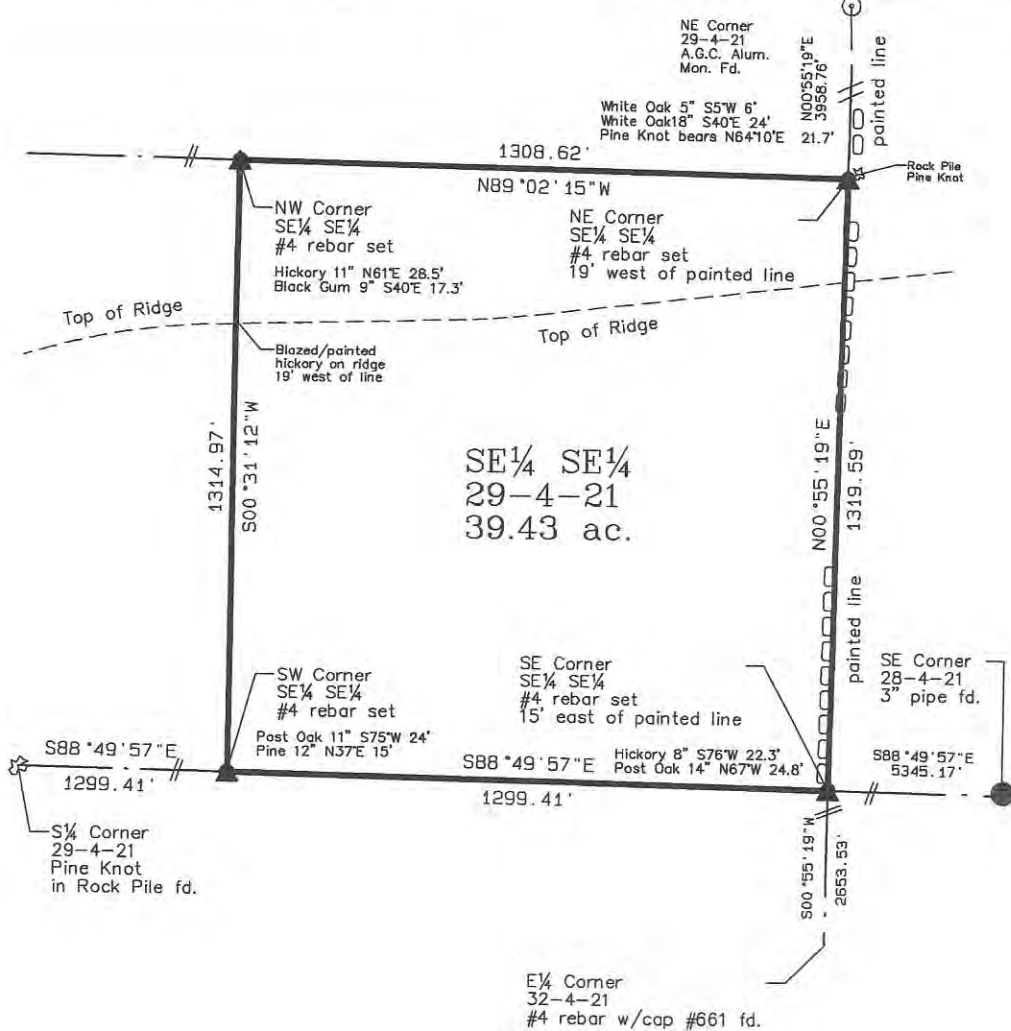 NE Corner
29-4-21
A.G.C. Alum.
Mon. Fd.
N00°55'19"E
3958.76'
painted line
White Oak 5" S5°W 6'
White Oak18" S40°E 24'
Pine Knot bears N64°10'E 21.7'
Rock Pile
Pine Knot
1308.62'
N89°02'15"W
NW Corner
SE¼ SE¼
#4 rebar set
Hickory 11" N61°E 28.5'
Black Gum 9" S40°E 17.3'
NE Corner
SE¼ SE¼
#4 rebar set
19' west of painted line
Top of Ridge
Top of Ridge
Blazed/painted
hickory on ridge
19' west of line
1314.97'
S00°31'12"W
SE¼ SE¼
29-4-21
39.43 ac.
N00°55'19"E
1319.59'
painted line
SW Corner
SE¼ SE¼
#4 rebar set
Post Oak 11" S75°W 24'
Pine 12" N37°E 15'
SE Corner
SE¼ SE¼
#4 rebar set
15' east of painted line
Hickory 8" S76°W 22.3'
Post Oak 14" N67°W 24.8'
SE Corner
28-4-21
3" pipe fd.
S88°49'57"E
1299.41'
S88°49'57"E
1299.41'
S88°49'57"E
5345.17'
S¼ Corner
29-4-21
Pine Knot
in Rock Pile fd.
S00°55'19"W
2653.53'
E¼ Corner
32-4-21
#4 rebar w/cap #661 fd.